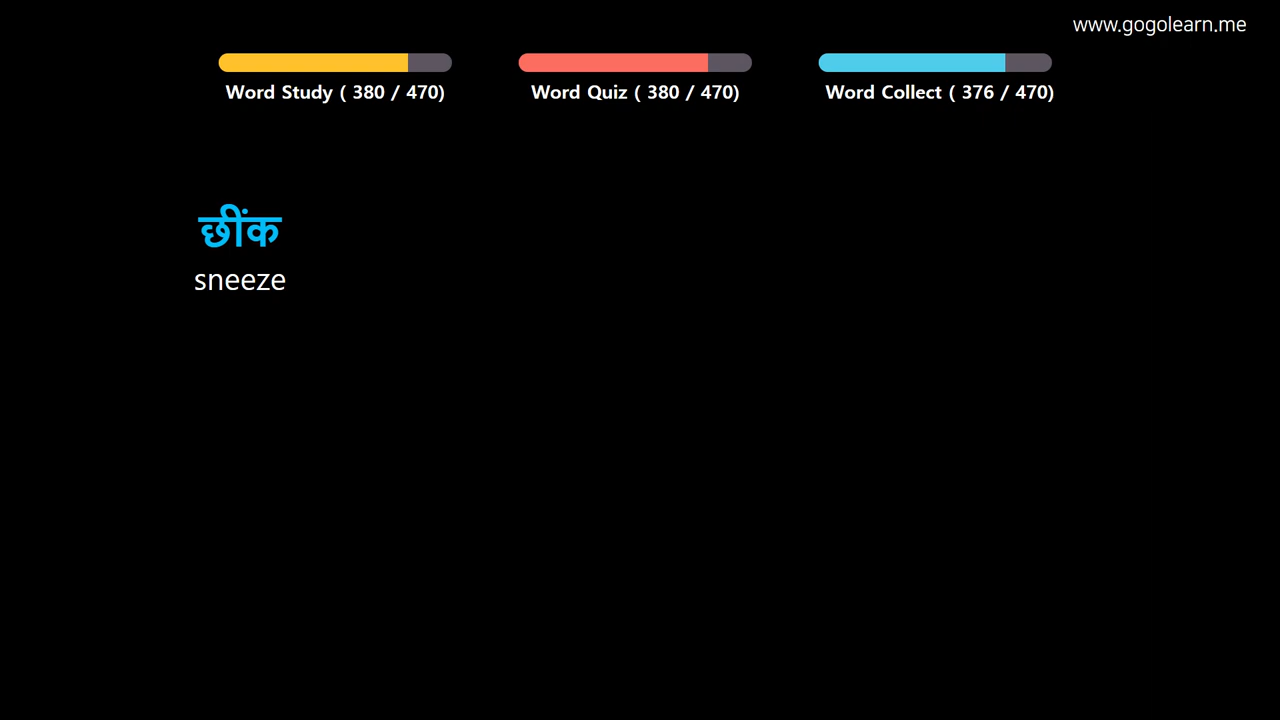 www.gogolearn.me
Word Study ( 380 / 470)
Word Quiz ( 380 / 470)
Word Collect ( 376 / 470)
छींक
sneeze